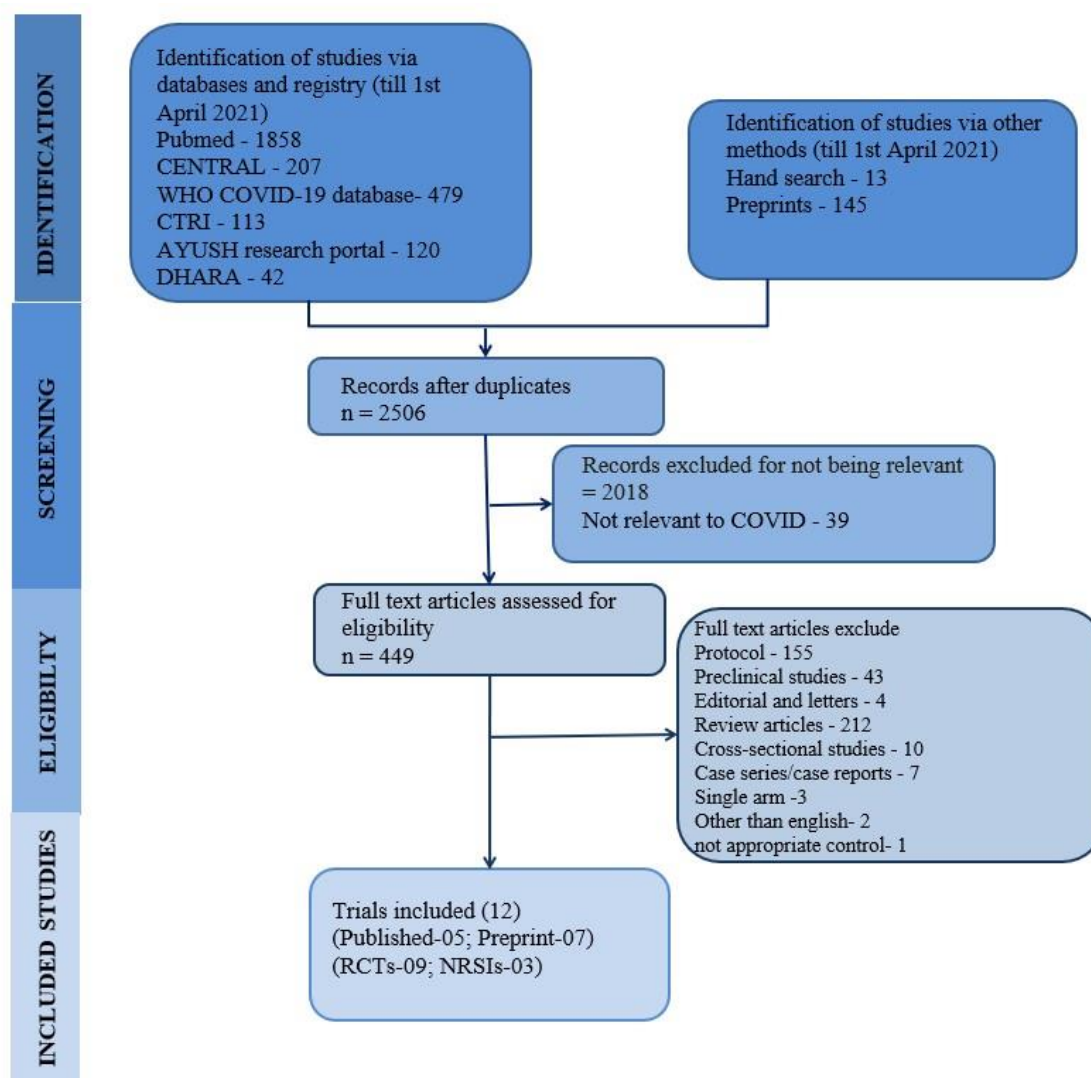 IDENTIFICATION
Identification of studies via
databases and registry (till 1st
April 2021)
Pubmed - 1858
CENTRAL - 207
WHO COVID-19 database- 479
CTRI - 113
AYUSH research portal - 120
DHARA - 42
Identification of studies via other
methods (till 1st April 2021)
Hand search - 13
Preprints - 145
SCREENING
Records after duplicates
n = 2506
Records excluded for not being relevant
= 2018
Not relevant to COVID - 39
ELIGIBILTY
Full text articles assessed for
eligibility
n = 449
Full text articles exclude
Protocol - 155
Preclinical studies - 43
Editorial and letters - 4
Review articles - 212
Cross-sectional studies - 10
Case series/case reports - 7
Single arm -3
Other than english- 2
not appropriate control- 1
INCLUDED STUDIES
Trials included (12)
(Published-05; Preprint-07)
(RCTs-09; NRSIs-03)